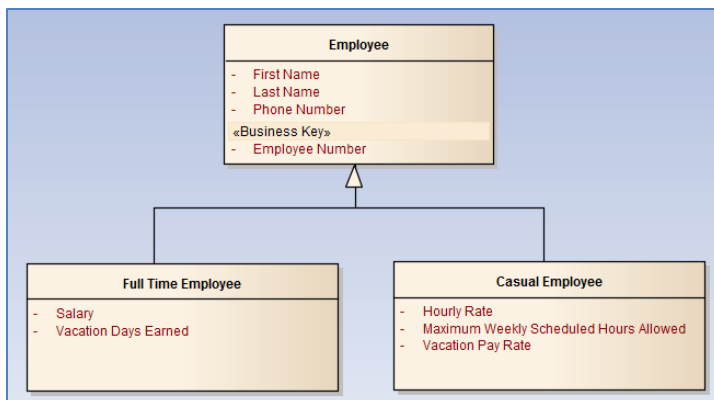 Employee
- First Name
- Last Name
- Phone Number
«Business Key»
- Employee Number
Full Time Employee
- Salary
- Vacation Days Earned
Casual Employee
- Hourly Rate
- Maximum Weekly Scheduled Hours Allowed
- Vacation Pay Rate